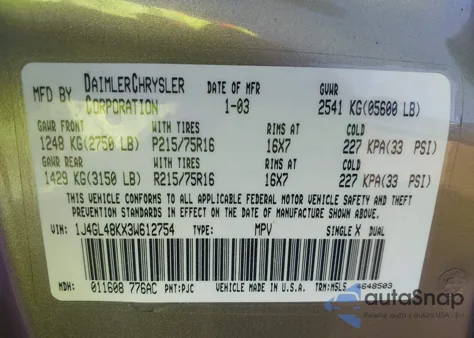 MFD BY DAIMLERCHRYSLER CORPORATION DATE OF MFR 1-03 GVWR 2541 KG(05600 LB)
GAWR FRONT WITH TIRES RIMS AT COLD
1248 KG(2750 LB) P215/75R16 16X7 227 KPA(33 PSI)
GAWR REAR WITH TIRES RIMS AT COLD
1429 KG(3150 LB) R215/75R16 16X7 227 KPA(33 PSI)
THIS VEHICLE CONFORMS TO ALL APPLICABLE FEDERAL MOTOR VEHICLE SAFETY AND
THEFT PREVENTION STANDARDS IN EFFECT ON THE DATE OF MANUFACTURE SHOWN ABOVE
VIN: 1J4GL48KX3W612754 TYPE: MPV SINGLE X DUAL
MDH: 011608 776AC PNT:PJC VEHICLE MADE IN U.S.A. TRM:M5LS 4648503
autoSnap